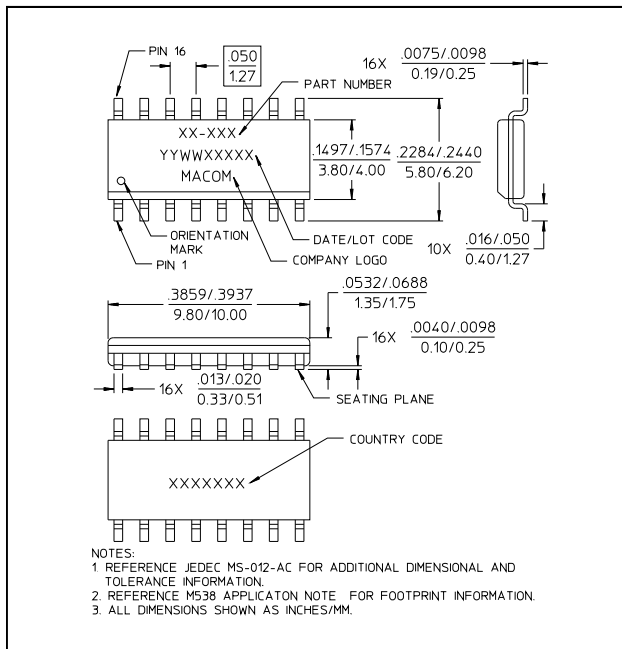 PIN 16
.050
1.27
16X .0075/.0098
0.19/0.25
PART NUMBER
XX-XXX
YYWWXXXXX
MACOM
.1497/.1574
3.80/4.00
.2284/.2440
5.80/6.20
ORIENTATION
MARK
PIN 1
DATE/LOT CODE
COMPANY LOGO
10X .016/.050
0.40/1.27
.3859/.3937
9.80/10.00
.0532/.0688
1.35/1.75
16X .0040/.0098
0.10/0.25
16X .013/.020
0.33/0.51
SEATING PLANE
COUNTRY CODE
XXXXXXX
NOTES:
1 REFERENCE JEDEC MS-012-AC FOR ADDITIONAL DIMENSIONAL AND
TOLERANCE INFORMATION.
2. REFERENCE M538 APPLICATON NOTE FOR FOOTPRINT INFORMATION.
3. ALL DIMENSIONS SHOWN AS INCHES/MM.